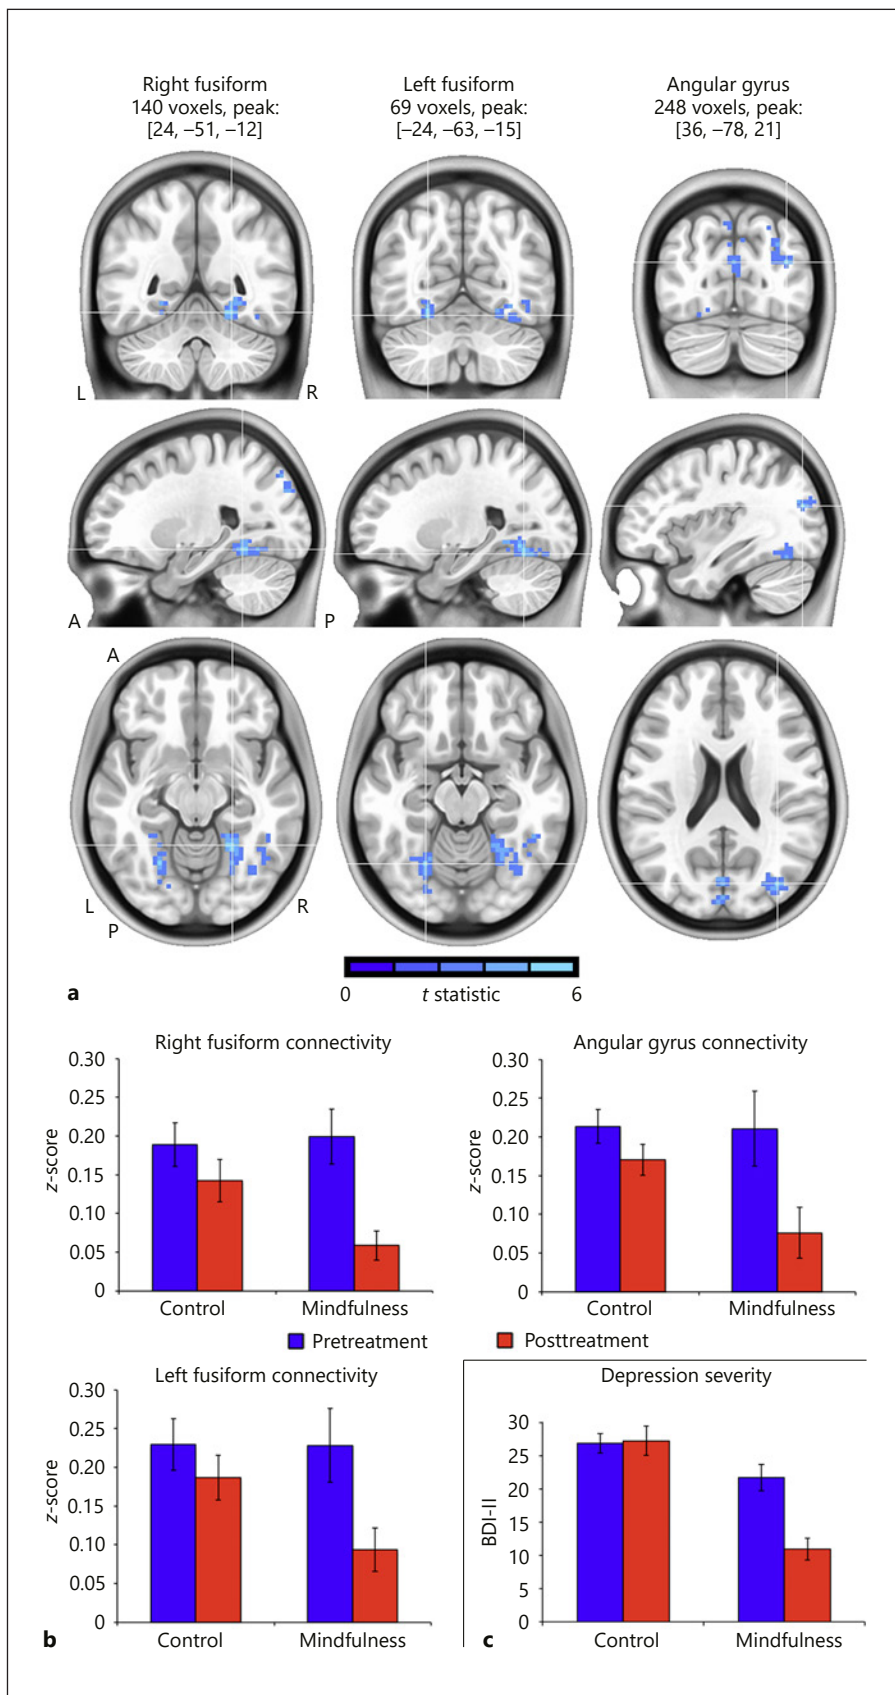 Right fusiform
140 voxels, peak:
[24, –51, –12]
Left fusiform
69 voxels, peak:
[–24, –63, –15]
Angular gyrus
248 voxels, peak:
[36, –78, 21]
L
R
A
P
A
L
P
R
0
t statistic
6
a
Right fusiform connectivity
z-score
0.30
0.25
0.20
0.15
0.10
0.05
0
Control
Mindfulness
Angular gyrus connectivity
z-score
0.30
0.25
0.20
0.15
0.10
0.05
0
Control
Mindfulness
Pretreatment
Posttreatment
Left fusiform connectivity
z-score
0.30
0.25
0.20
0.15
0.10
0.05
0
Control
Mindfulness
b
Depression severity
BDI-II
30
25
20
15
10
5
0
Control
Mindfulness
c